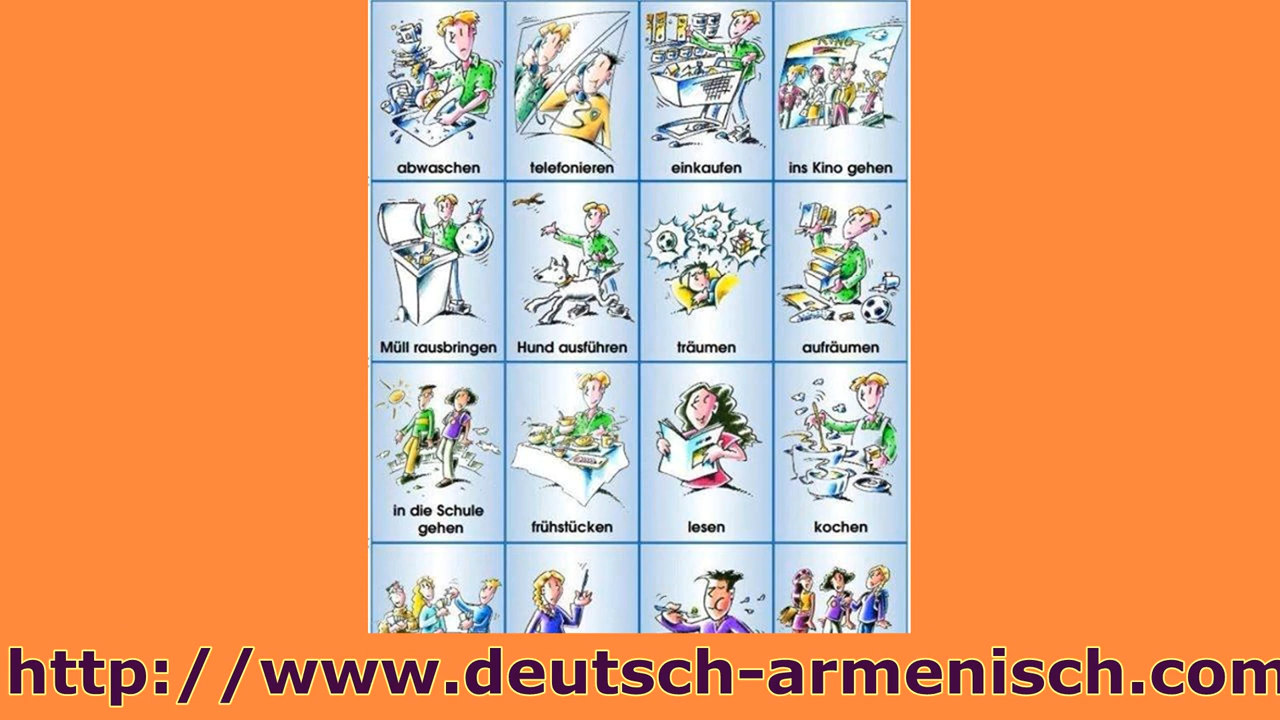 KINO
abwaschen
telefonieren
einkaufen
ins Kino gehen
Müll rausbringen
Hund ausführen
träumen
aufräumen
in die Schule
gehen
frühstücken
lesen
kochen
http://www.deutsch-armenisch.com